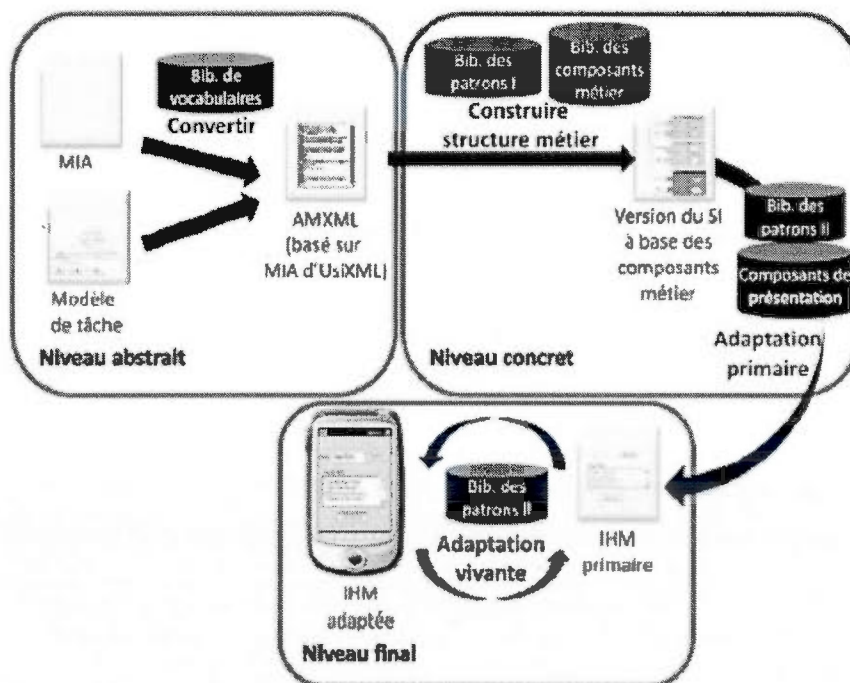 Bib. de
vocabulaires
Convertir
MIA
Modèle
de tâche
AMXML
(basé sur
MIA d'UsiXML)
Niveau abstrait
Bib. des
patrons I
Bib. des
composants
métier
Construire
structure métier
Version du SI
à base des
composants
métier
Bib. des
patrons II
Composants de
présentation
Adaptation
primaire
Niveau concret
Bib. des
patrons II
Adaptation
vivante
IHM
adaptée
IHM
primaire
Niveau final